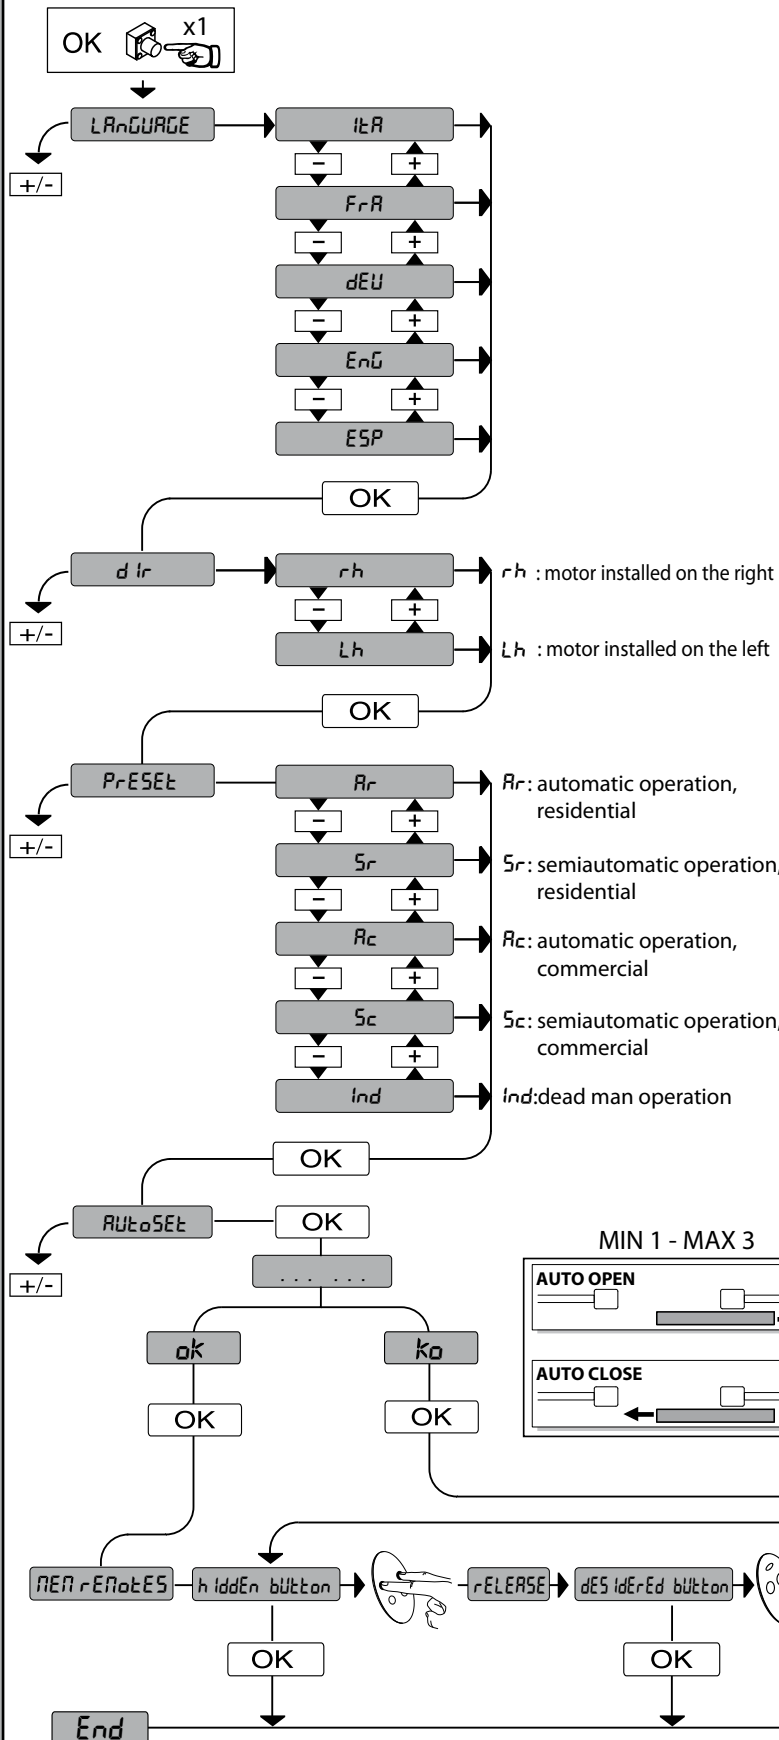 OK x1
LAnGUAGE ItA
+/- - +
FrA
- +
dEU
- +
EnG
- +
ESP
OK
dIr rh rh : motor installed on the right
+/- - +
Lh Lh : motor installed on the left
OK
PrESEt Ar Ar: automatic operation,
residential
+/- - +
Sr Sr: semiautomatic operation,
residential
- +
Ac Ac: automatic operation,
commercial
- +
Sc Sc: semiautomatic operation,
commercial
- +
Ind Ind:dead man operation
OK
AUtoSEt OK
MIN 1 - MAX 3
+/- ... ...
AUTO OPEN
ok ko
AUTO CLOSE
OK OK
MEM rEMotES hIddEn bUtton rELEASE dESIdErEd bUtton
OK OK
End